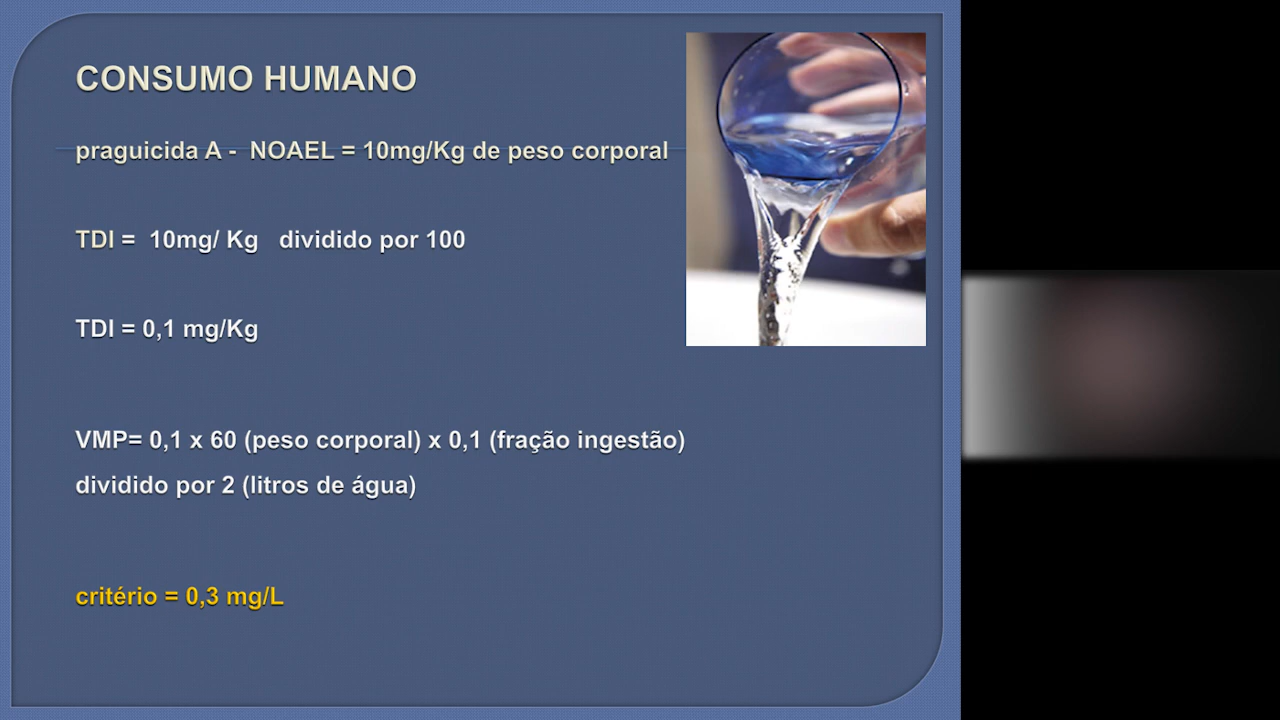 CONSUMO HUMANO
praguicida A - NOAEL = 10mg/Kg de peso corporal
TDI = 10mg/ Kg dividido por 100
TDI = 0,1 mg/Kg
VMP= 0,1 x 60 (peso corporal) x 0,1 (fração ingestão)
dividido por 2 (litros de água)
critério = 0,3 mg/L